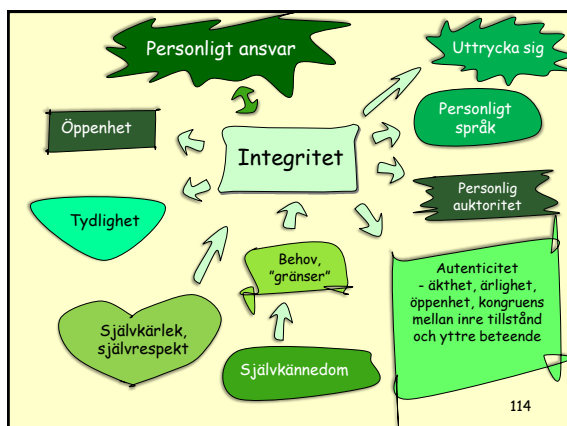 Personligt ansvar
Uttrycka sig
Öppenhet
Personligt
språk
Integritet
Personlig
auktoritet
Tydlighet
Behov,
”gränser”
Autenticitet
- äkthet, ärlighet,
öppenhet, kongruens
mellan inre tillstånd
och yttre beteende
Självkärlek,
självrespekt
Självkännedom
114